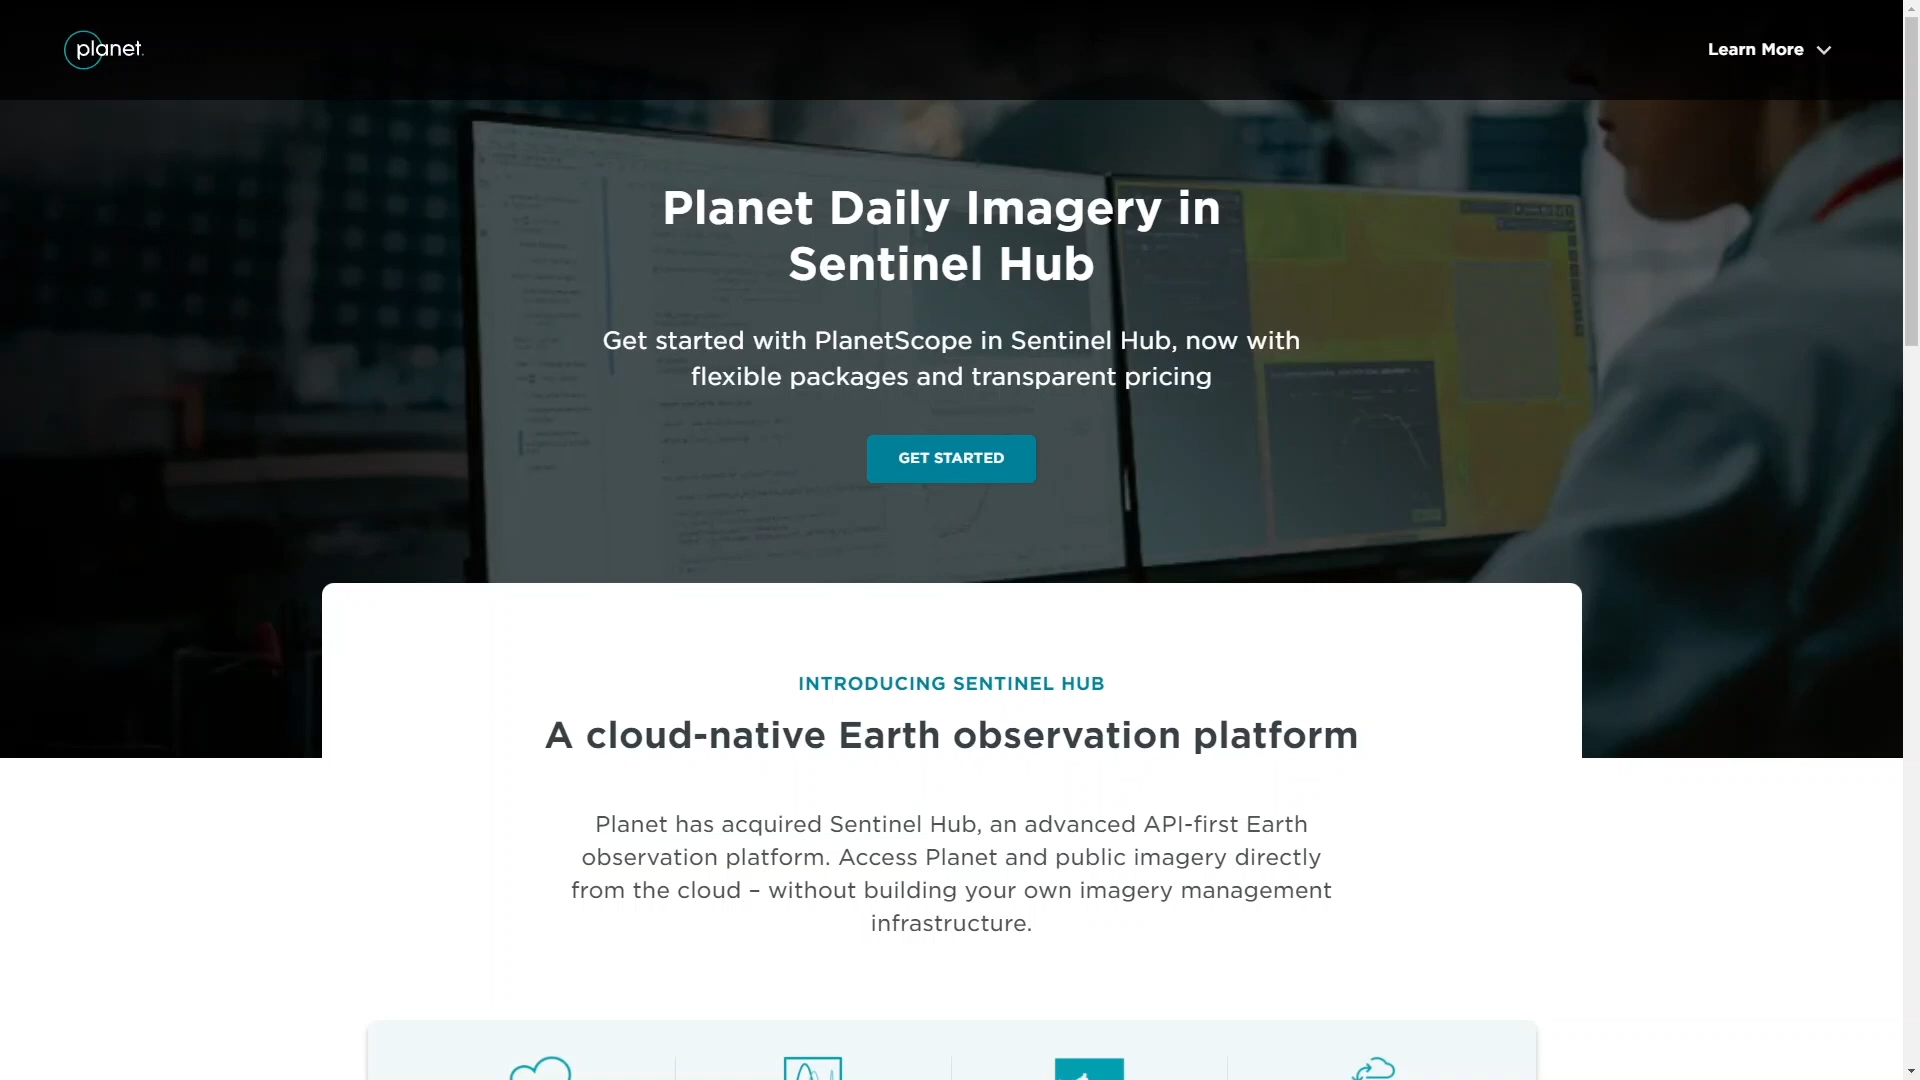 planet.
Learn More
Planet Daily Imagery in
Sentinel Hub
Get started with PlanetScope in Sentinel Hub, now with
flexible packages and transparent pricing
GET STARTED
INTRODUCING SENTINEL HUB
A cloud-native Earth observation platform
Planet has acquired Sentinel Hub, an advanced API-first Earth
observation platform. Access Planet and public imagery directly
from the cloud – without building your own imagery management
infrastructure.